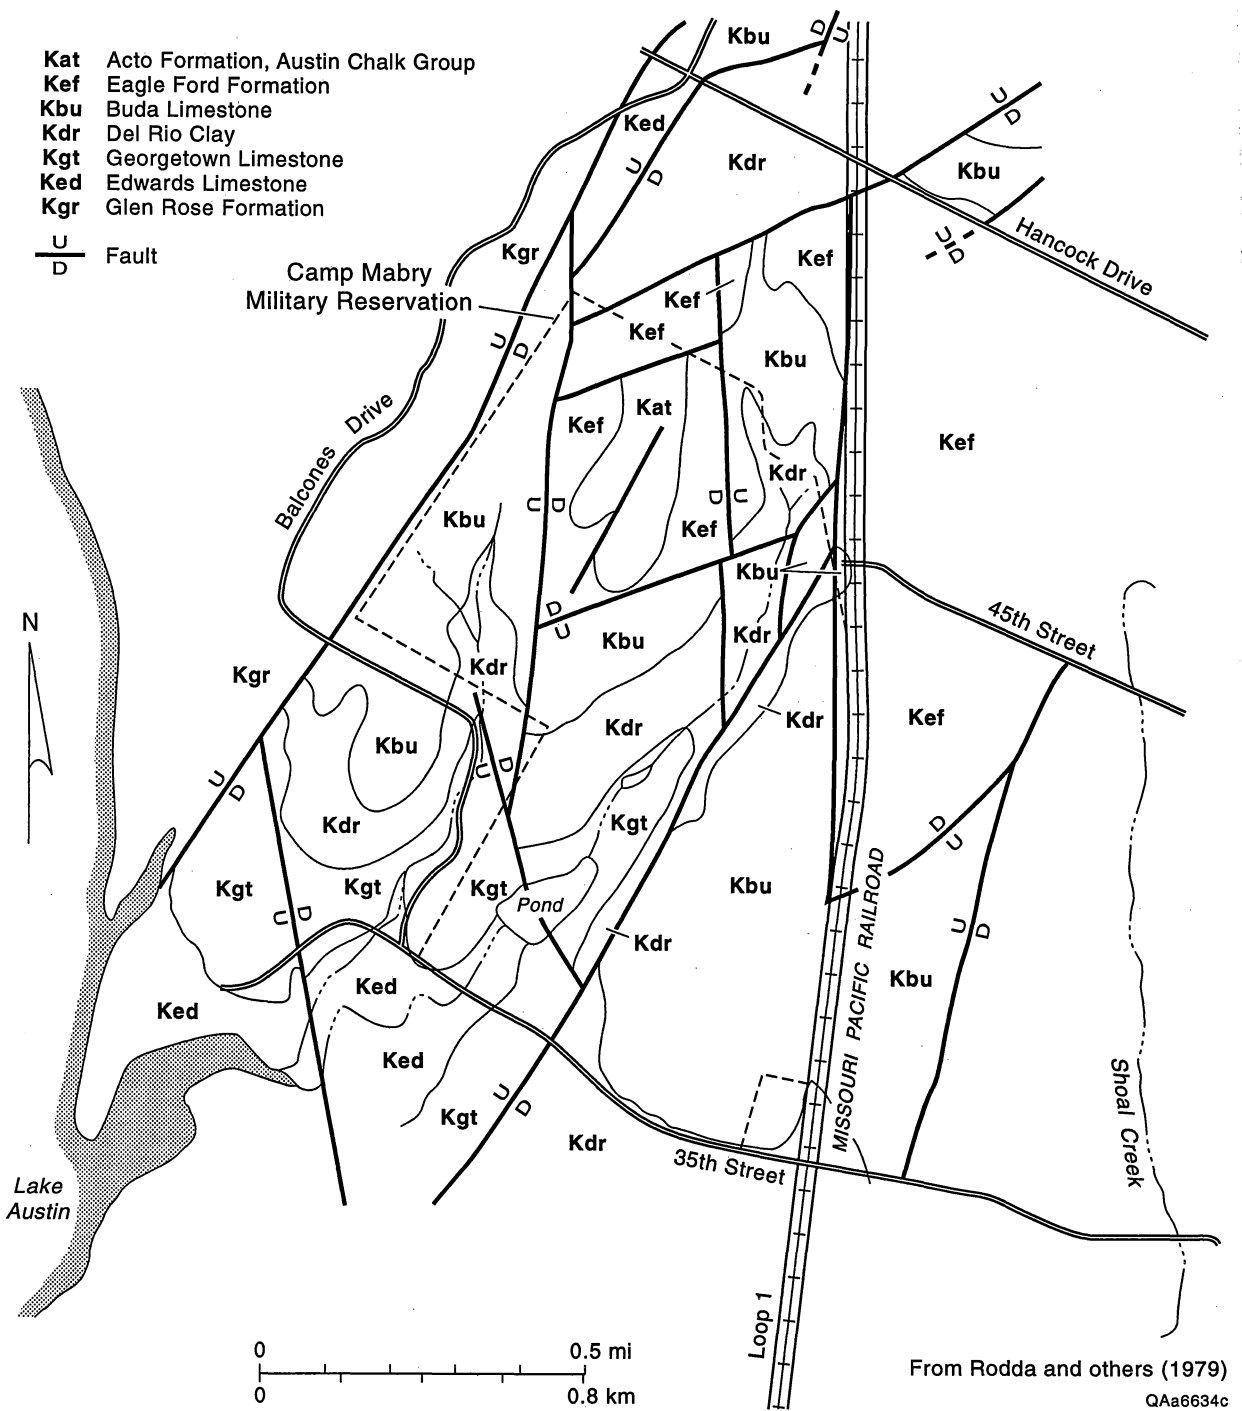 Kat Acto Formation, Austin Chalk Group
Kef Eagle Ford Formation
Kbu Buda Limestone
Kdr Del Rio Clay
Kgt Georgetown Limestone
Ked Edwards Limestone
Kgr Glen Rose Formation
U
D
Fault
Kbu
D
U
Ked
U
D
Kdr
U
D
Kbu
U
D
Hancock Drive
Kgr
Camp Mabry
Military Reservation
Kef
Kef
Kef
U
D
Kbu
Balcones Drive
Kef
Kat
Kef
Kdr
Kbu
U
D
D
U
Kef
Kbu
45th Street
D
U
Kbu
Kdr
N
Kgr
Kdr
Kdr
Kdr
Kef
Kbu
U
D
U
D
Kdr
Kgt
D
U
Kgt
Kgt
Kgt
Kbu
Pond
U
D
Kdr
U
D
Kbu
MISSOURI PACIFIC RAILROAD
Ked
Ked
Ked
U
D
Kgt
Kdr
35th Street
Shoal Creek
Lake
Austin
Loop 1
0 0.5 mi
0 0.8 km
From Rodda and others (1979)
QAa6634c